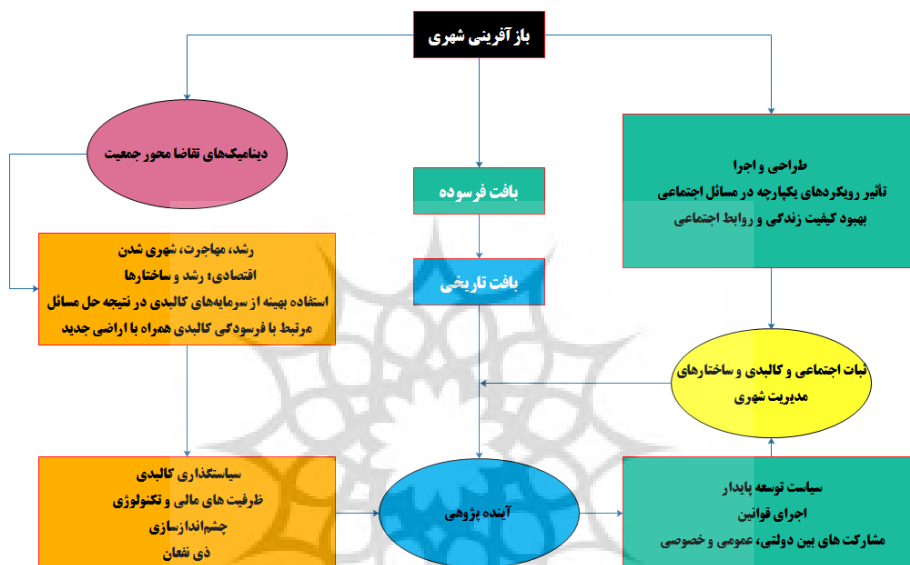 بازآفرینی شهری
طراحی و اجرا
تأثیر رویکردهای یکپارچه در مسائل اجتماعی
بهبود کیفیت زندگی و روابط اجتماعی
دینامیک‌های تقاضا محور جمعیت
بافت فرسوده
بافت تاریخی
رشد، مهاجرت، شهری شدن
اقتصادی: رشد و ساختارها
استفاده بهینه از سرمایه‌های کالبدی در نتیجه حل مسائل
مرتبط با فرسودگی کالبدی همراه با اراضی جدید
ثبات اجتماعی و کالبدی و ساختارهای
مدیریت شهری
سیاستگذاری کالبدی
ظرفیت های مالی و تکنولوژی
چشم‌اندازسازی
ذی نفعان
آینده پژوهی
سیاست توسعه پایدار
اجرای قوانین
مشارکت های بین دولتی، عمومی و خصوصی